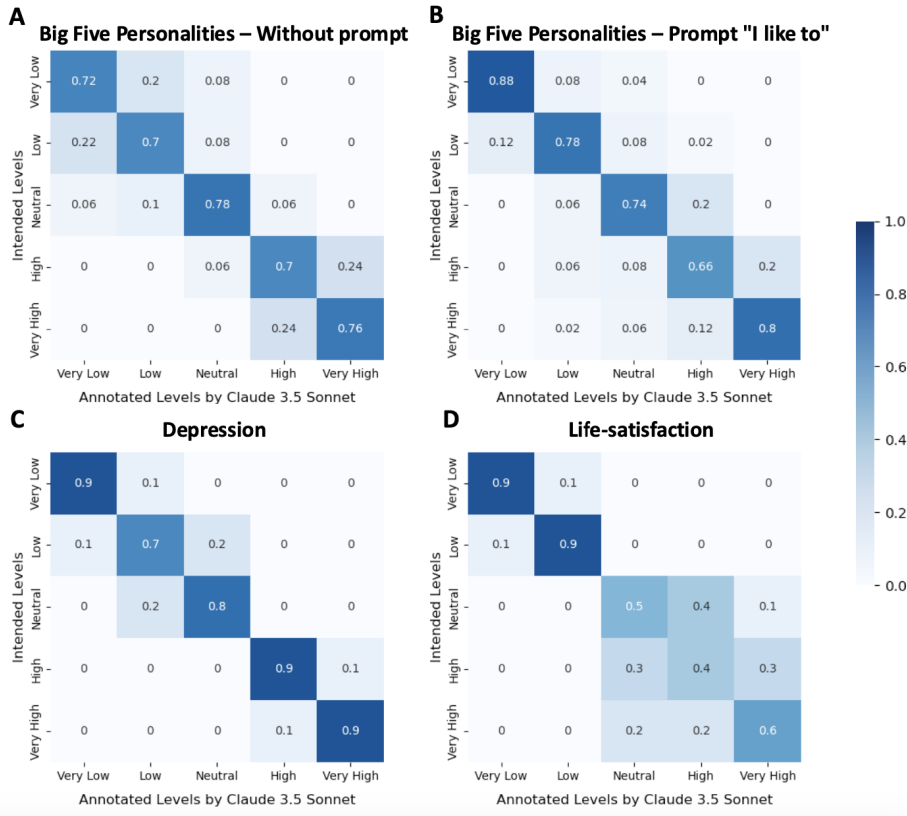 A
Big Five Personalities – Without prompt
Intended Levels
Very Low 0.72 0.2 0.08 0 0
Low 0.22 0.7 0.08 0 0
Neutral 0.06 0.1 0.78 0.06 0
High 0 0 0.06 0.7 0.24
Very High 0 0 0 0.24 0.76
Very Low Low Neutral High Very High
Annotated Levels by Claude 3.5 Sonnet
B
Big Five Personalities – Prompt "I like to"
Intended Levels
Very Low 0.88 0.08 0.04 0 0
Low 0.12 0.78 0.08 0.02 0
Neutral 0 0.06 0.74 0.2 0
High 0 0.06 0.08 0.66 0.2
Very High 0 0.02 0.06 0.12 0.8
Very Low Low Neutral High Very High
Annotated Levels by Claude 3.5 Sonnet
C
Depression
Intended Levels
Very Low 0.9 0.1 0 0 0
Low 0.1 0.7 0.2 0 0
Neutral 0 0.2 0.8 0 0
High 0 0 0 0.9 0.1
Very High 0 0 0 0.1 0.9
Very Low Low Neutral High Very High
Annotated Levels by Claude 3.5 Sonnet
D
Life-satisfaction
Intended Levels
Very Low 0.9 0.1 0 0 0
Low 0.1 0.9 0 0 0
Neutral 0 0 0.5 0.4 0.1
High 0 0 0.3 0.4 0.3
Very High 0 0 0.2 0.2 0.6
Very Low Low Neutral High Very High
Annotated Levels by Claude 3.5 Sonnet
1.0
0.8
0.6
0.4
0.2
0.0